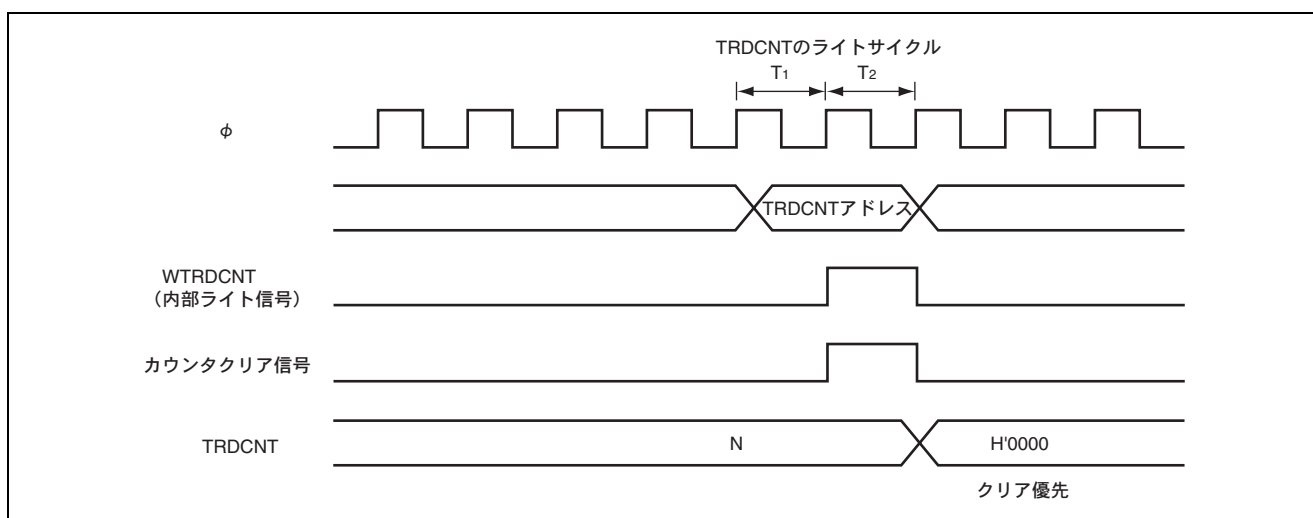 TRDCNTのライトサイクル
T1 T2
φ
TRDCNTアドレス
WTRDCNT
（内部ライト信号）
カウンタクリア信号
TRDCNT N H'0000
クリア優先